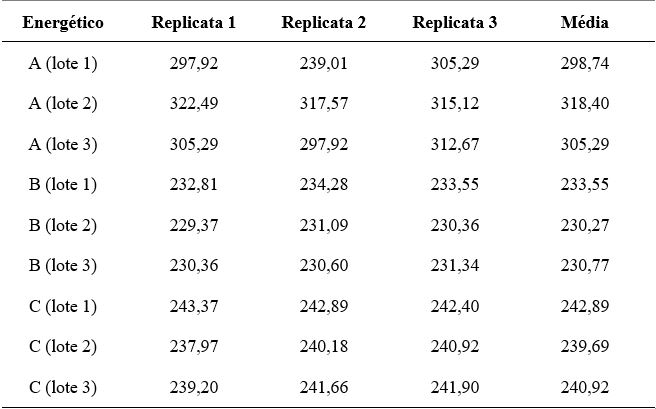 Energético Replicata 1 Replicata 2 Replicata 3 Média
A (lote 1) 297,92 239,01 305,29 298,74
A (lote 2) 322,49 317,57 315,12 318,40
A (lote 3) 305,29 297,92 312,67 305,29
B (lote 1) 232,81 234,28 233,55 233,55
B (lote 2) 229,37 231,09 230,36 230,27
B (lote 3) 230,36 230,60 231,34 230,77
C (lote 1) 243,37 242,89 242,40 242,89
C (lote 2) 237,97 240,18 240,92 239,69
C (lote 3) 239,20 241,66 241,90 240,92